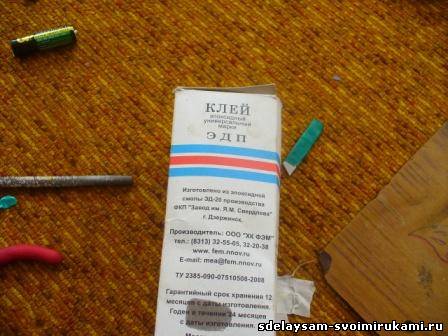 КЛЕЙ
эпоксидный
универсальный
марки
ЭДП
Изготовлено из эпоксидной
смолы ЭД-20 производства
ФКП "Завод им. Я.М. Свердлова"
г. Дзержинск.
Производитель: ООО "ХК ФЭМ"
тел.: (8313) 32-55-05, 32-20-38
www. fem.nnov.ru
E-mail: mea@fem.nnov.ru
ТУ 2385-090-07510508-2008
Гарантийный срок хранения 12
месяцев с даты изготовления.
Годен в течении 24 месяцев
с даты изготовления.
sdelaysam-svoimirukami.ru